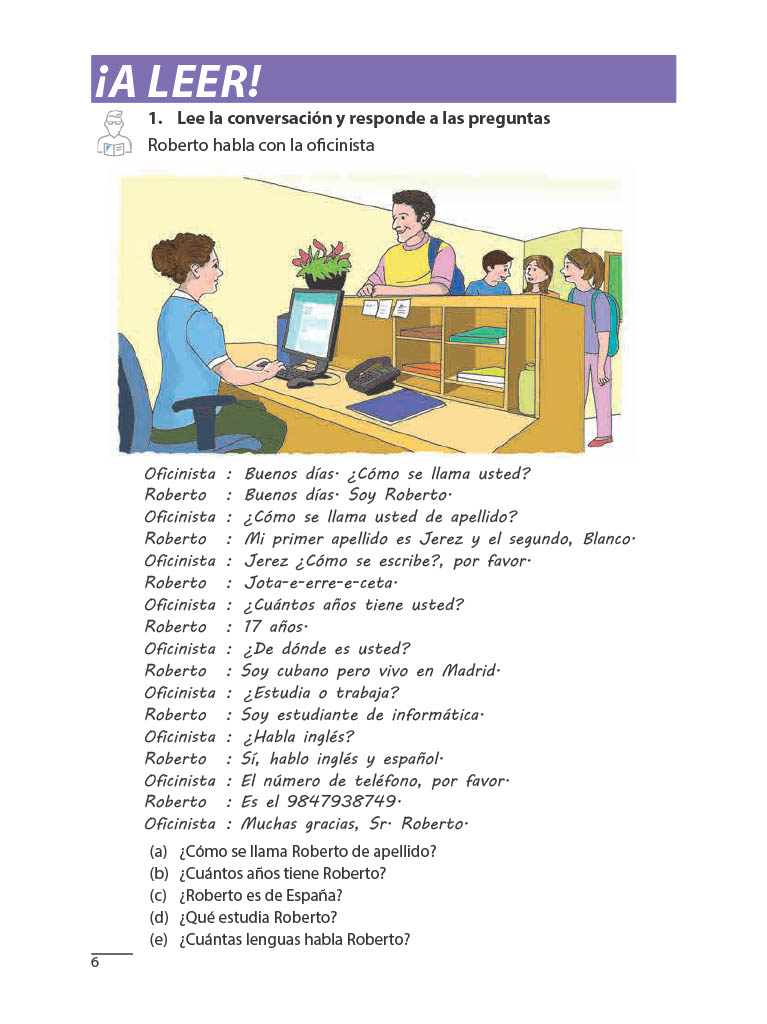 ¡A LEER!
1. Lee la conversación y responde a las preguntas
Roberto habla con la oficinista
Oficinista : Buenos días. ¿Cómo se llama usted?
Roberto : Buenos días. Soy Roberto.
Oficinista : ¿Cómo se llama usted de apellido?
Roberto : Mi primer apellido es Jerez y el segundo, Blanco.
Oficinista : Jerez ¿Cómo se escribe?, por favor.
Roberto : Jota-e-erre-e-ceta.
Oficinista : ¿Cuántos años tiene usted?
Roberto : 17 años.
Oficinista : ¿De dónde es usted?
Roberto : Soy cubano pero vivo en Madrid.
Oficinista : ¿Estudia o trabaja?
Roberto : Soy estudiante de informática.
Oficinista : ¿Habla inglés?
Roberto : Sí, hablo inglés y español.
Oficinista : El número de teléfono, por favor.
Roberto : Es el 9847938749.
Oficinista : Muchas gracias, Sr. Roberto.
(a) ¿Cómo se llama Roberto de apellido?
(b) ¿Cuántos años tiene Roberto?
(c) ¿Roberto es de España?
(d) ¿Qué estudia Roberto?
(e) ¿Cuántas lenguas habla Roberto?
6